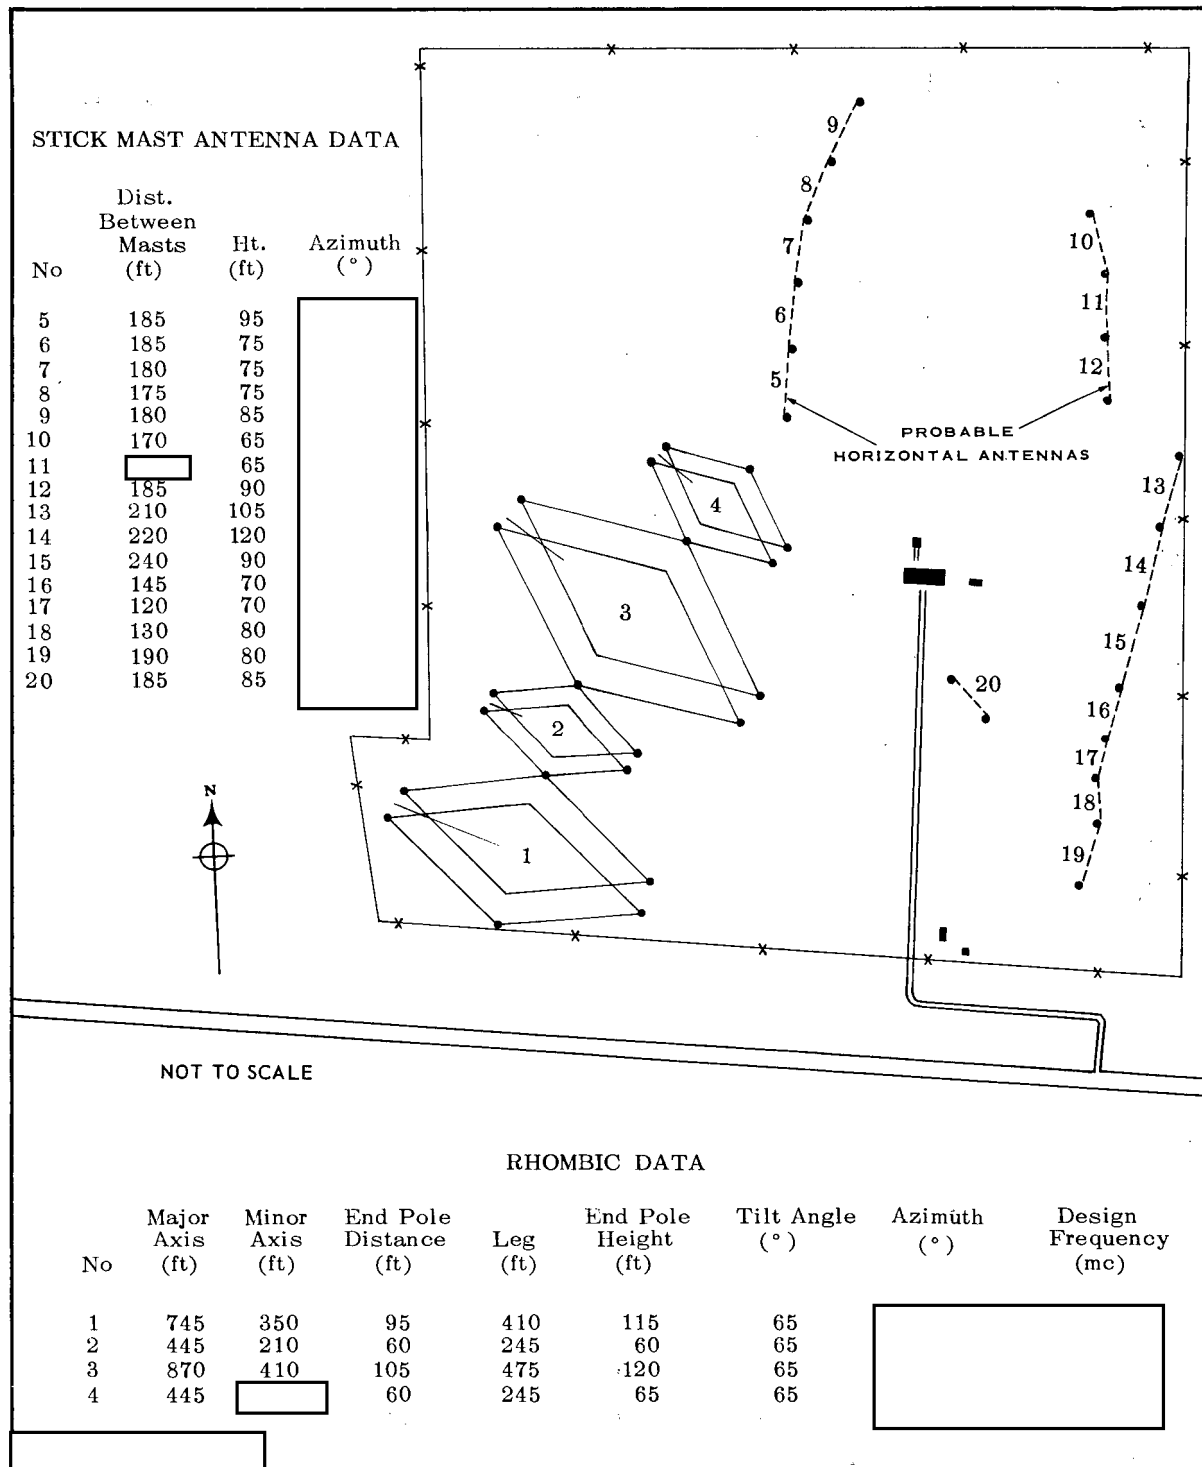 STICK MAST ANTENNA DATA
Dist.
Between
Masts Ht. Azimuth
No (ft) (ft) (°)
5 185 95
6 185 75
7 180 75
8 175 75
9 180 85
10 170 65
11 65
12 185 90
13 210 105
14 220 120
15 240 90
16 145 70
17 120 70
18 130 80
19 190 80
20 185 85
9
8
7
6
5
10
11
12
PROBABLE
HORIZONTAL ANTENNAS
13
14
15
16
17
18
19
20
4
3
2
1
N
NOT TO SCALE
RHOMBIC DATA
Major Minor End Pole End Pole Tilt Angle Azimuth Design
Axis Axis Distance Leg Height (°) (°) Frequency
No (ft) (ft) (ft) (ft) (ft) (mc)
1 745 350 95 410 115 65
2 445 210 60 245 60 65
3 870 410 105 475 120 65
4 445 60 245 65 65